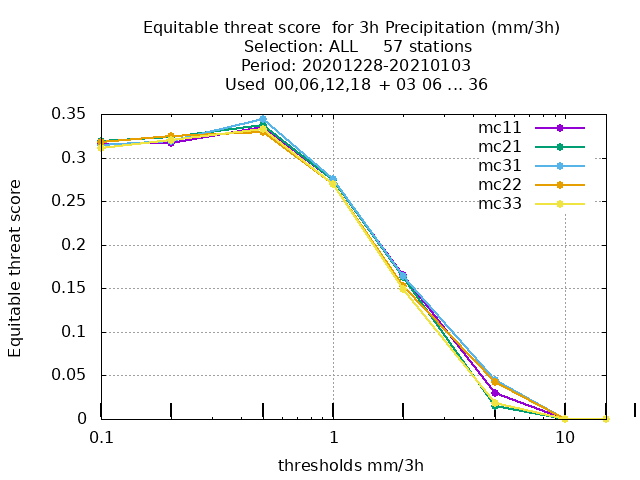 Equitable threat score  for 3h Precipitation (mm/3h)
Selection: ALL     57 stations
Period: 20201228-20210103
Used  00,06,12,18 + 03 06 ... 36
0.35
0.3
0.25
0.2
0.15
0.1
0.05
0
Equitable threat score
mc11
mc21
mc31
mc22
mc33
0.1
1
10
thresholds mm/3h